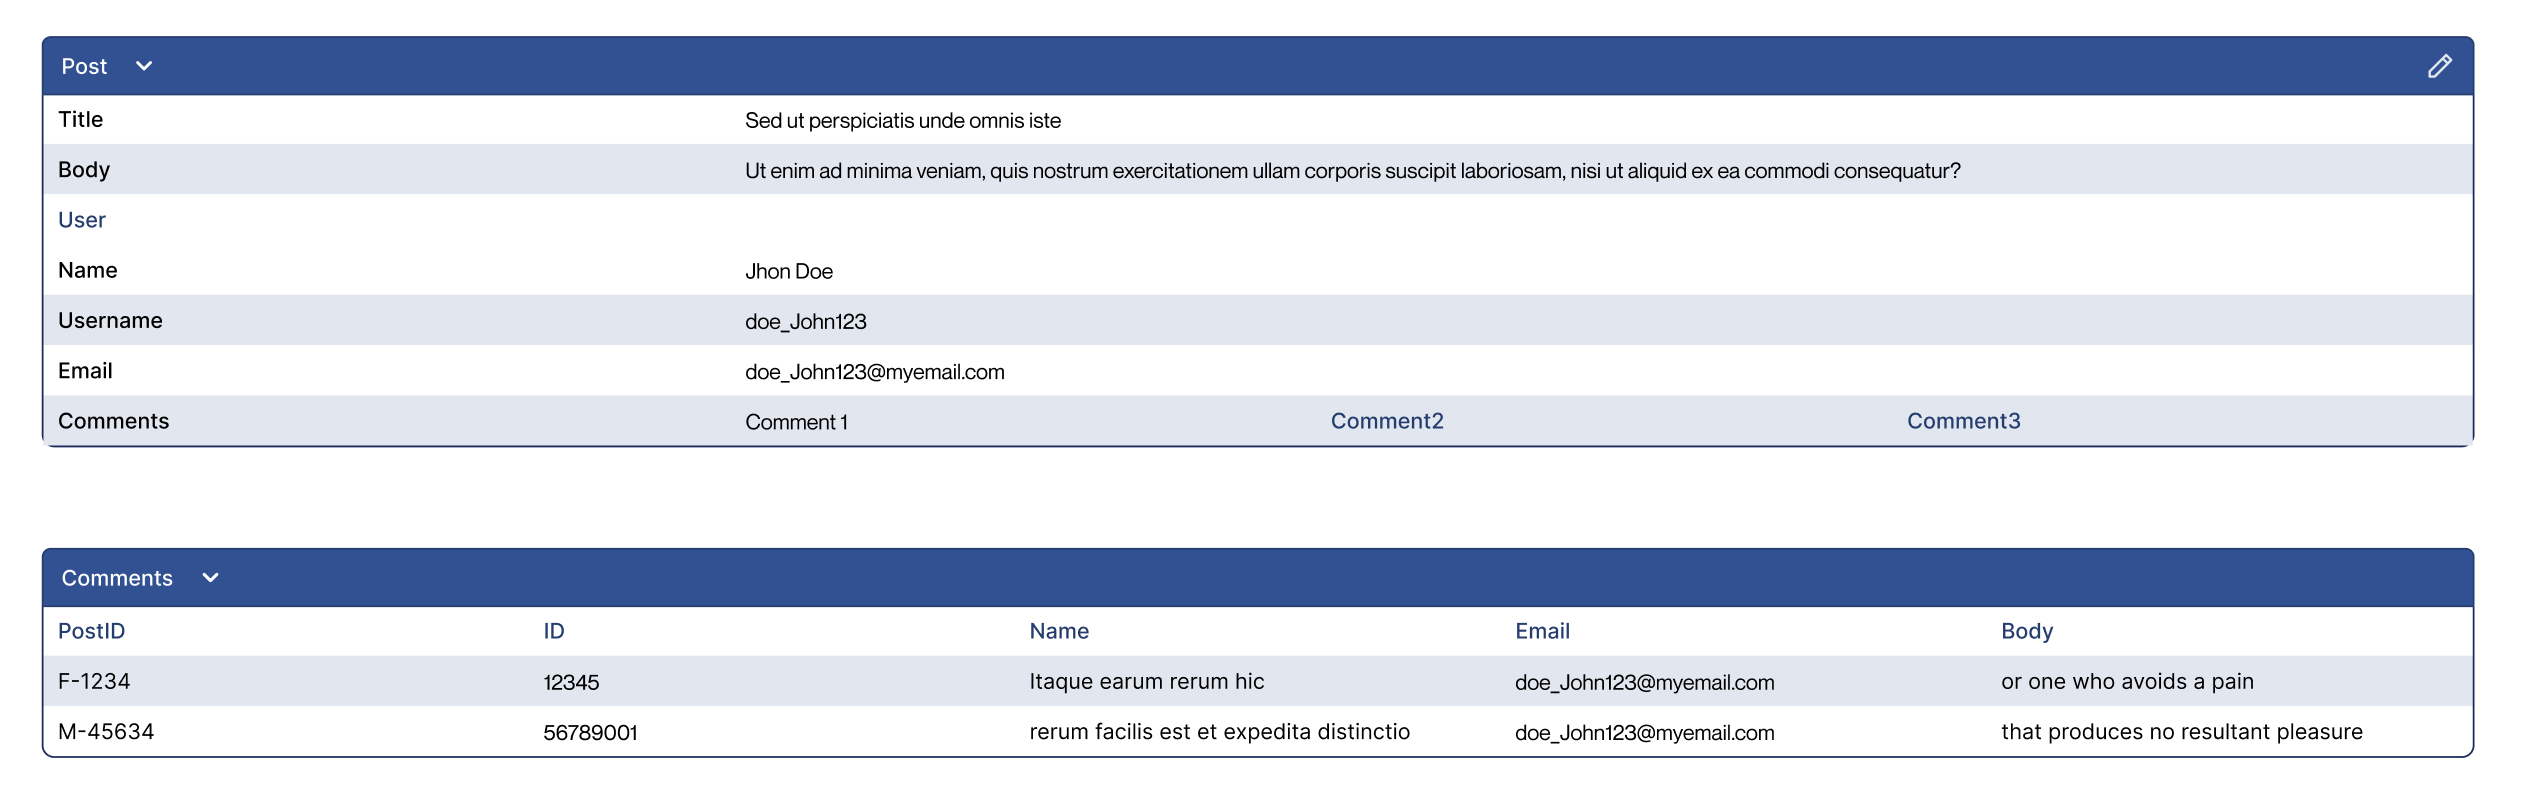 Post
Title Sed ut perspiciatis unde omnis iste
Body Ut enim ad minima veniam, quis nostrum exercitationem ullam corporis suscipit laboriosam, nisi ut aliquid ex ea commodi consequatur?
User
Name Jhon Doe
Username doe_John123
Email doe_John123@myemail.com
Comments Comment 1 Comment2 Comment3
Comments
PostID ID Name Email Body
F-1234 12345 Itaque earum rerum hic doe_John123@myemail.com or one who avoids a pain
M-45634 56789001 rerum facilis est et expedita distinctio doe_John123@myemail.com that produces no resultant pleasure